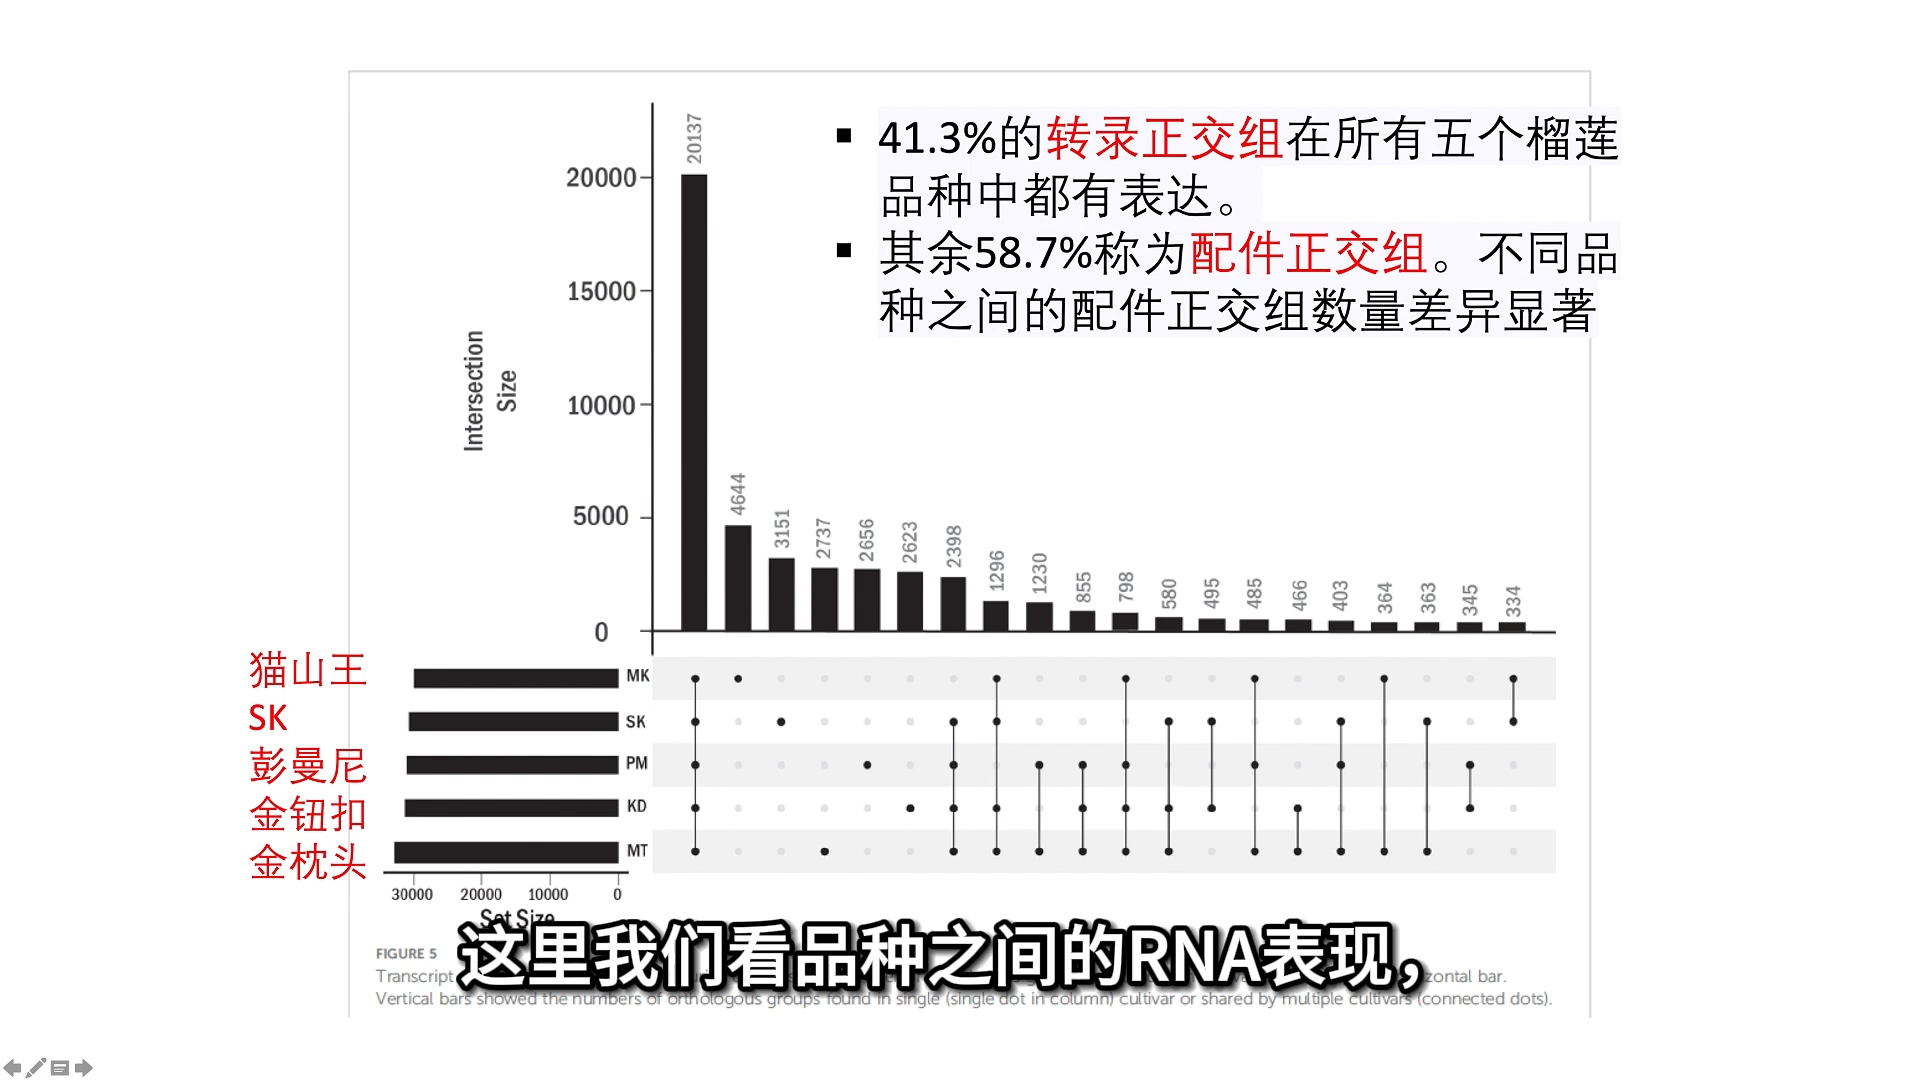 20137
20000
15000
10000
5000
0
Intersection
Size
■ 41.3%的转录正交组在所有五个榴莲
品种中都有表达。
■ 其余58.7%称为配件正交组。不同品
种之间的配件正交组数量差异显著
4644
3151
2737
2656
2623
2398
1296
1230
855
798
580
495
485
466
403
364
363
345
334
猫山王 MK
SK SK
彭曼尼 PM
金钮扣 KD
金枕头 MT
30000 20000 10000 0
Set Size
这里我们看品种之间的RNA表现，
FIGURE 5
Transcript
zontal bar.
Vertical bars showed the numbers of orthologous groups found in single (single dot in column) cultivar or shared by multiple cultivars (connected dots).